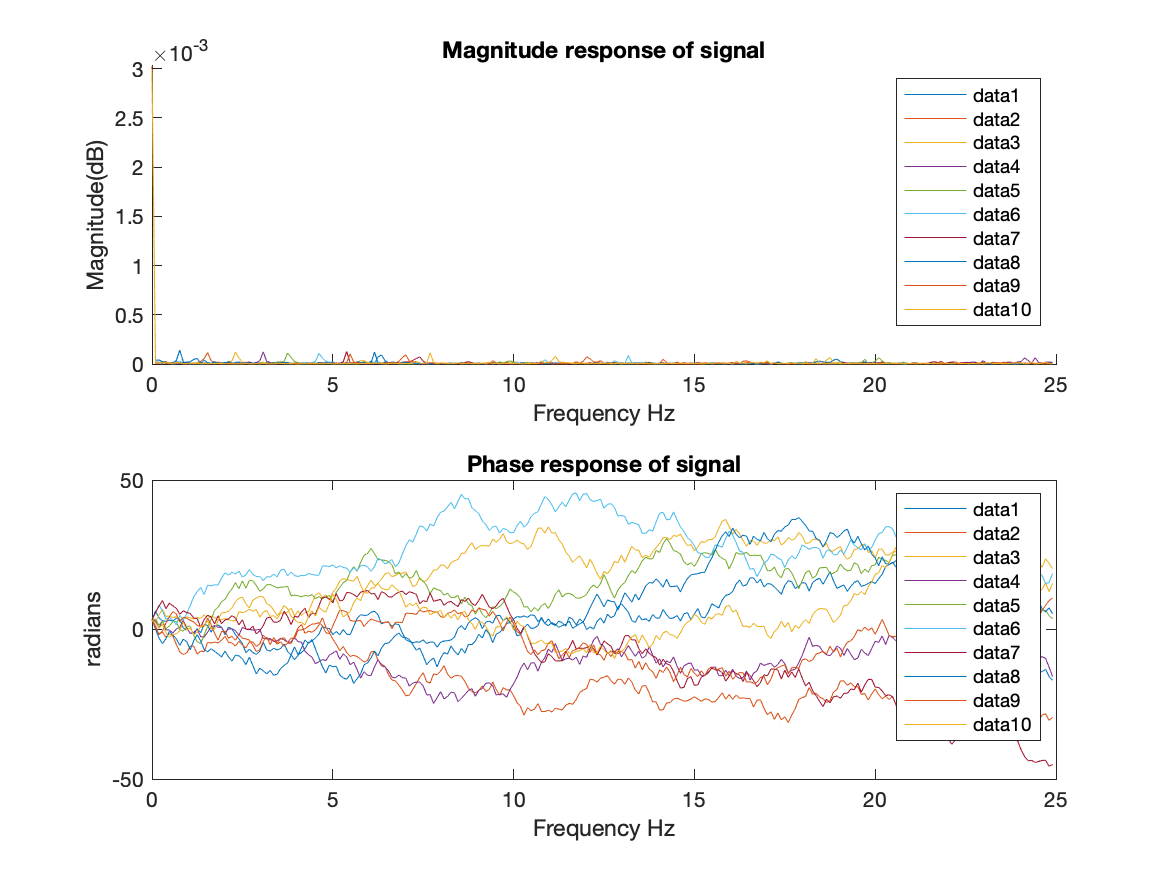 ×10-3
Magnitude response of signal
3
2.5
2
1.5
1
0.5
0
Magnitude(dB)
0 5 10 15 20 25
Frequency Hz
data1
data2
data3
data4
data5
data6
data7
data8
data9
data10
Phase response of signal
50
0
-50
radians
0 5 10 15 20 25
Frequency Hz
data1
data2
data3
data4
data5
data6
data7
data8
data9
data10